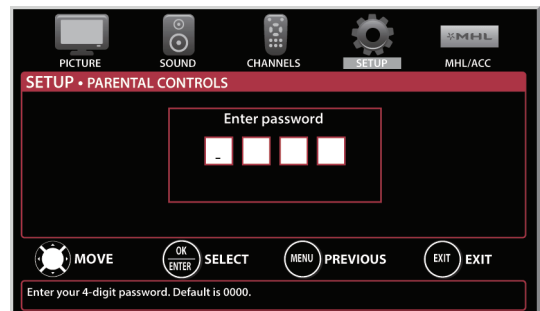 PICTURE SOUND CHANNELS SETUP MHL/ACC
MHL
SETUP • PARENTAL CONTROLS
Enter password
-
MOVE OK ENTER SELECT MENU PREVIOUS EXIT EXIT
Enter your 4-digit password. Default is 0000.